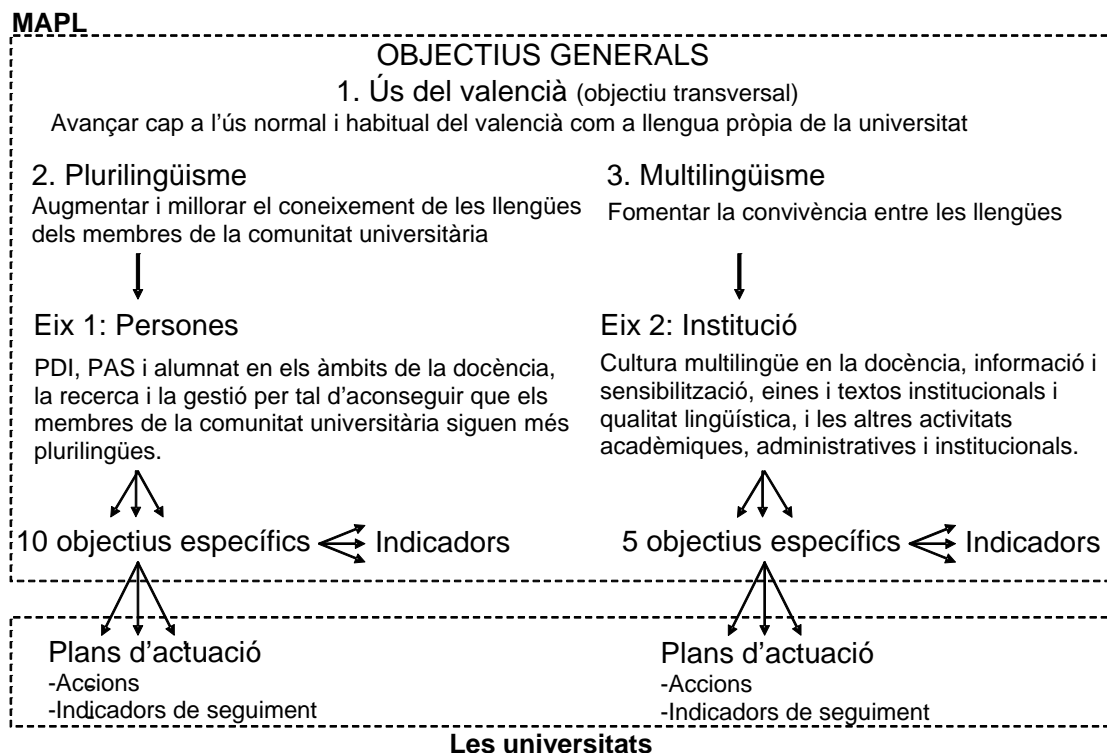 MAPL
OBJECTIUS GENERALS
1. Ús del valencià (objectiu transversal)
Avançar cap a l'ús normal i habitual del valencià com a llengua pròpia de la universitat
2. Plurilingüisme
Augmentar i millorar el coneixement de les llengües
dels membres de la comunitat universitària
3. Multilingüisme
Fomentar la convivència entre les llengües
Eix 1: Persones
PDI, PAS i alumnat en els àmbits de la docència,
la recerca i la gestió per tal d'aconseguir que els
membres de la comunitat universitària siguen més
plurilingües.
Eix 2: Institució
Cultura multilingüe en la docència, informació i
sensibilització, eines i textos institucionals i
qualitat lingüística, i les altres activitats
acadèmiques, administratives i institucionals.
10 objectius específics
Indicadors
5 objectius específics
Indicadors
Plans d'actuació
-Accions
-Indicadors de seguiment
Plans d'actuació
-Accions
-Indicadors de seguiment
Les universitats